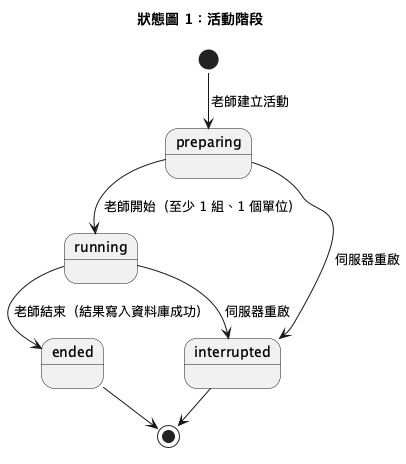 狀態圖 1：活動階段
老師建立活動
preparing
老師開始（至少 1 組、1 個單位）
running
伺服器重啟
老師結束（結果寫入資料庫成功）
伺服器重啟
ended
interrupted